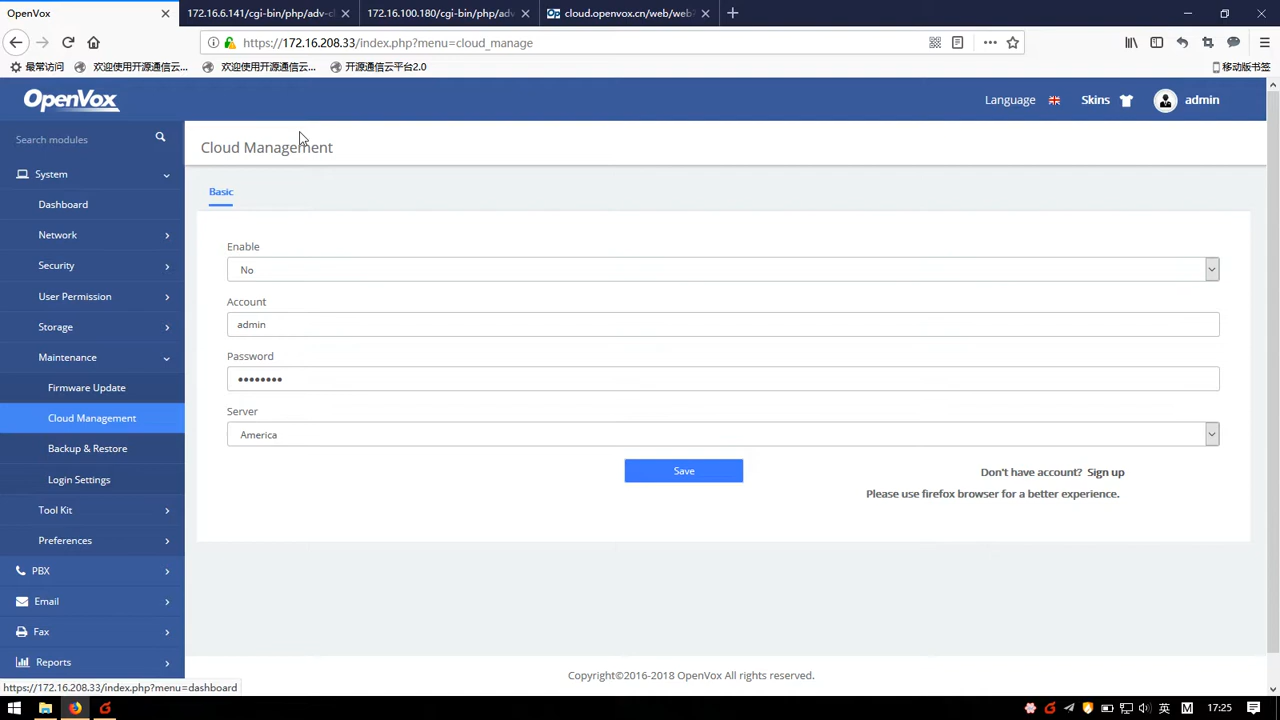 OpenVox
172.16.6.141/cgi-bin/php/adv-cl
172.16.100.180/cgi-bin/php/adv
cloud.openvox.cn/web/web?
https://172.16.208.33/index.php?menu=cloud_manage
最常访问
欢迎使用开源通信云...
欢迎使用开源通信云...
开源通信云平台2.0
移动版书签
OpenVox
Language
Skins
admin
Search modules
Cloud Management
System
Basic
Dashboard
Network
Security
User Permission
Storage
Maintenance
Firmware Update
Cloud Management
Backup & Restore
Login Settings
Tool Kit
Preferences
PBX
Email
Fax
Reports
Enable
No
Account
admin
Password
••••••••
Server
America
Save
Don't have account? Sign up
Please use firefox browser for a better experience.
Copyright©2016-2018 OpenVox All rights reserved.
https://172.16.208.33/index.php?menu=dashboard
英
M
17:25